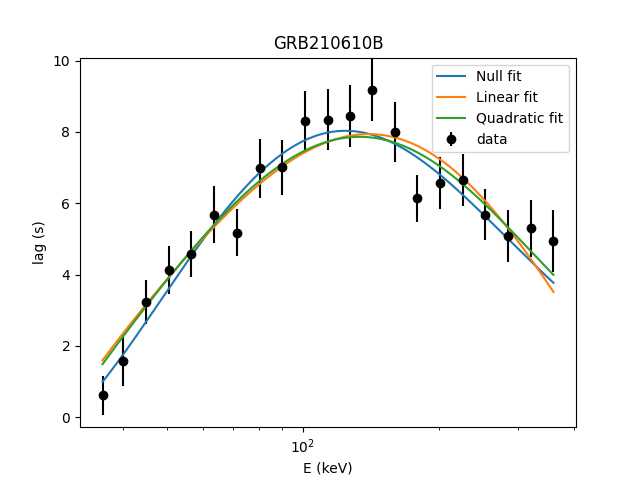 GRB210610B
Null fit
Linear fit
Quadratic fit
data
10
8
6
4
2
0
lag (s)
10²
E (keV)